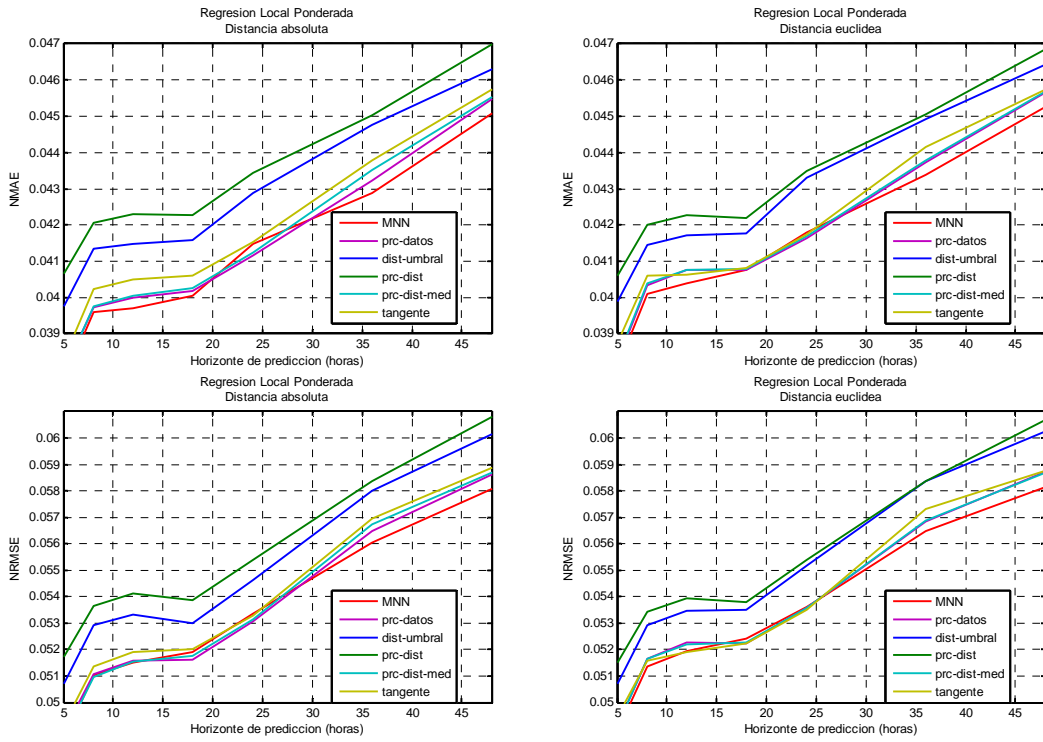 Regresion Local Ponderada
Distancia absoluta
0.047
0.046
0.045
0.044
0.043
0.042
0.041
0.04
0.039
NMAE
MNN
prc-datos
dist-umbral
prc-dist
prc-dist-med
tangente
5 10 15 20 25 30 35 40 45
Horizonte de prediccion (horas)
Regresion Local Ponderada
Distancia euclidea
0.047
0.046
0.045
0.044
0.043
0.042
0.041
0.04
0.039
NMAE
MNN
prc-datos
dist-umbral
prc-dist
prc-dist-med
tangente
5 10 15 20 25 30 35 40 45
Horizonte de prediccion (horas)
Regresion Local Ponderada
Distancia absoluta
0.06
0.059
0.058
0.057
0.056
0.055
0.054
0.053
0.052
0.051
0.05
NRMSE
MNN
prc-datos
dist-umbral
prc-dist
prc-dist-med
tangente
5 10 15 20 25 30 35 40 45
Horizonte de prediccion (horas)
Regresion Local Ponderada
Distancia euclidea
0.06
0.059
0.058
0.057
0.056
0.055
0.054
0.053
0.052
0.051
0.05
NRMSE
MNN
prc-datos
dist-umbral
prc-dist
prc-dist-med
tangente
5 10 15 20 25 30 35 40 45
Horizonte de prediccion (horas)